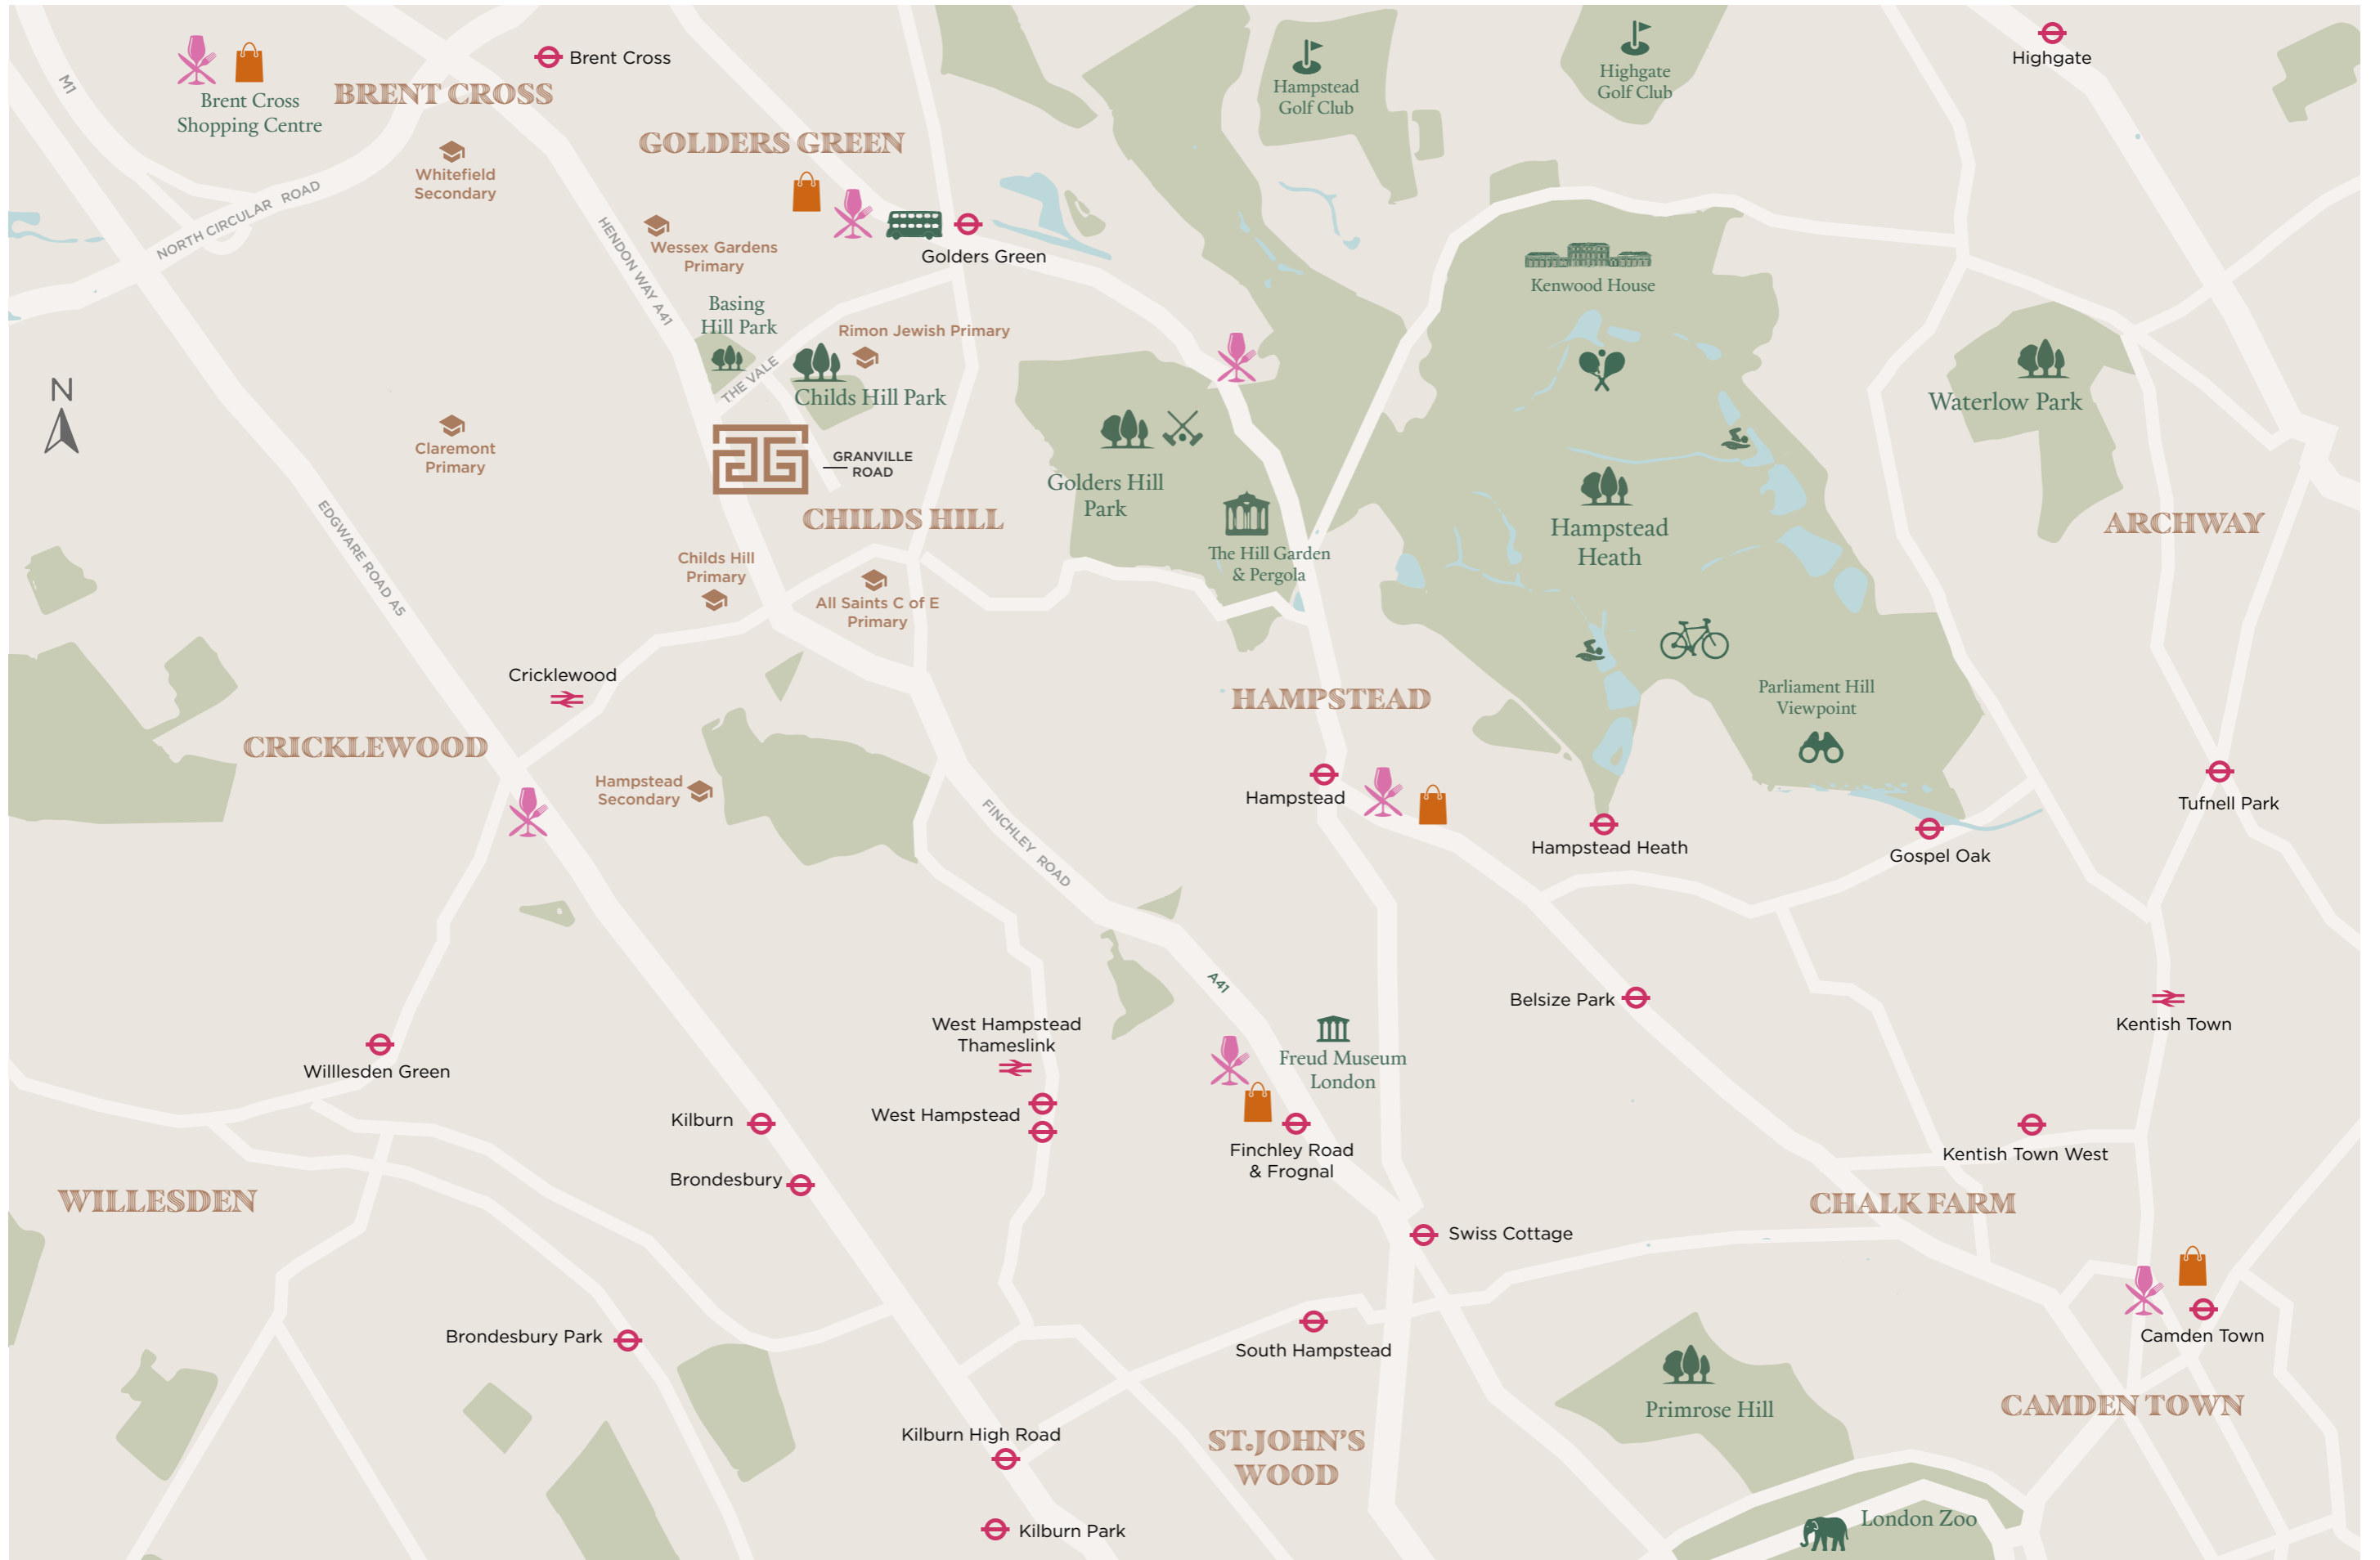 M1
Brent Cross
Shopping Centre
BRENT CROSS
Brent Cross
Hampstead
Golf Club
Highgate
Golf Club
Highgate
GOLDERS GREEN
Whitefield
Secondary
NORTH CIRCULAR ROAD
HENDON WAY A41
Wessex Gardens
Primary
Golders Green
Kenwood House
Basing
Hill Park
Rimon Jewish Primary
THE VALE
Childs Hill Park
N
Waterlow Park
Claremont
Primary
GRANVILLE
ROAD
Golders Hill
Park
CHILDS HILL
The Hill Garden
& Pergola
Hampstead
Heath
ARCHWAY
EDGWARE ROAD A5
Childs Hill
Primary
All Saints C of E
Primary
Cricklewood
HAMPSTEAD
Parliament Hill
Viewpoint
CRICKLEWOOD
Hampstead
Secondary
FINCHLEY ROAD
Hampstead
Hampstead Heath
Gospel Oak
Tufnell Park
A41
Belsize Park
Kentish Town
West Hampstead
Thameslink
Freud Museum
London
Willlesden Green
Kilburn
West Hampstead
Finchley Road
& Frognal
Kentish Town West
Brondesbury
WILLESDEN
CHALK FARM
Swiss Cottage
Brondesbury Park
South Hampstead
Camden Town
Primrose Hill
CAMDEN TOWN
Kilburn High Road
ST.JOHN'S
WOOD
Kilburn Park
London Zoo